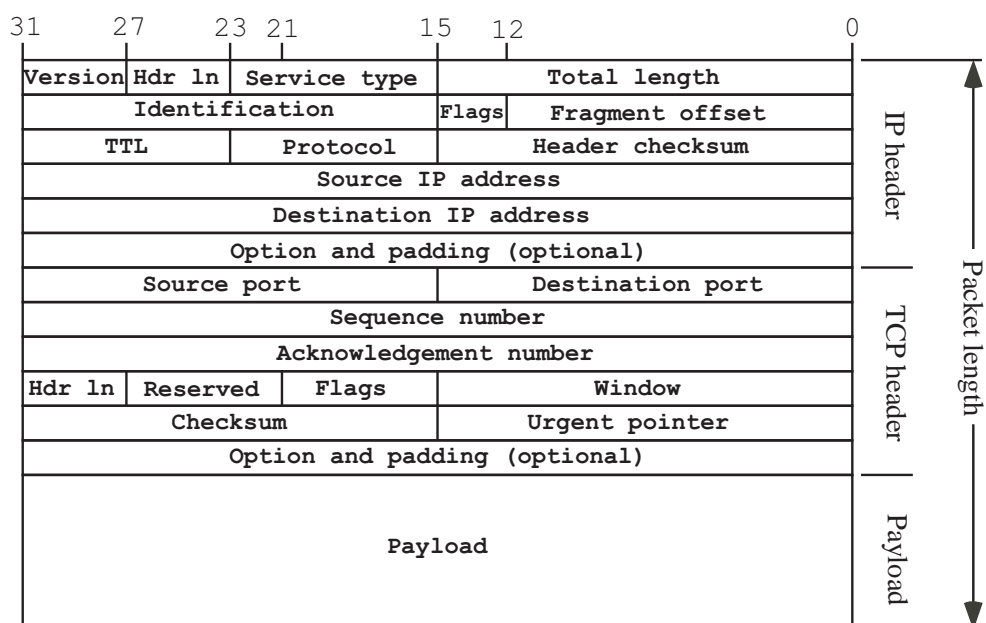 31 27 23 21 15 12 0
Version Hdr ln Service type Total length
Identification Flags Fragment offset
TTL Protocol Header checksum
Source IP address
Destination IP address
Option and padding (optional)
Source port Destination port
Sequence number
Acknowledgement number
Hdr ln Reserved Flags Window
Checksum Urgent pointer
Option and padding (optional)
Payload
IP header
TCP header
Payload
Packet length